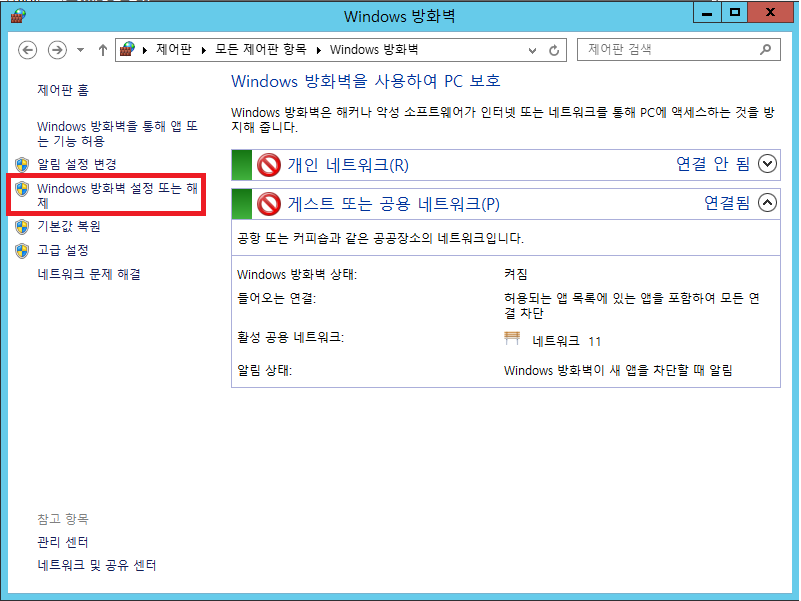 Windows 방화벽
제어판 ▸ 모든 제어판 항목 ▸ Windows 방화벽
제어판 검색
제어판 홈
Windows 방화벽을 통해 앱 또
는 기능 허용
알림 설정 변경
Windows 방화벽 설정 또는 해
제
기본값 복원
고급 설정
네트워크 문제 해결
참고 항목
관리 센터
네트워크 및 공유 센터
Windows 방화벽을 사용하여 PC 보호
Windows 방화벽은 해커나 악성 소프트웨어가 인터넷 또는 네트워크를 통해 PC에 액세스하는 것을 방
지해 줍니다.
개인 네트워크(R) 연결 안 됨
게스트 또는 공용 네트워크(P) 연결됨
공항 또는 커피숍과 같은 공공장소의 네트워크입니다.
Windows 방화벽 상태: 켜짐
들어오는 연결: 허용되는 앱 목록에 있는 앱을 포함하여 모든 연
결 차단
활성 공용 네트워크: 네트워크 11
알림 상태: Windows 방화벽이 새 앱을 차단할 때 알림